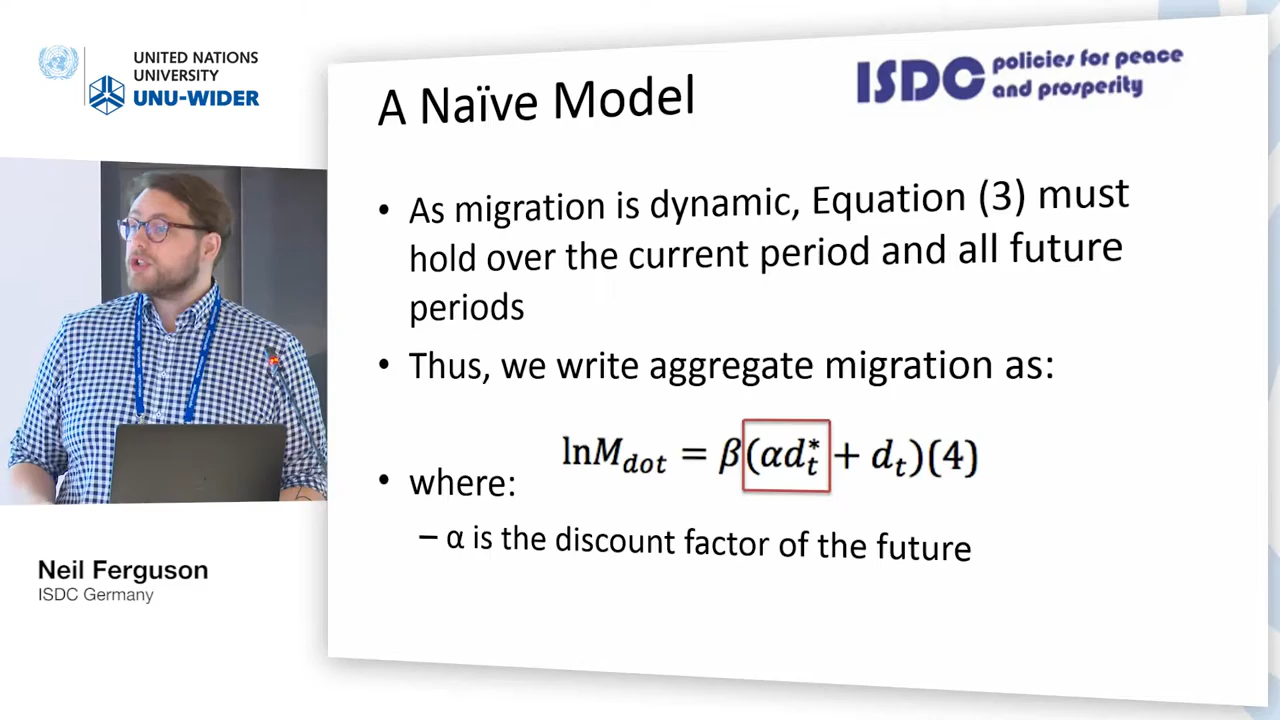 UNITED NATIONS
UNIVERSITY
UNU-WIDER
A Naïve Model
ISDC policies for peace
and prosperity
• As migration is dynamic, Equation (3) must
hold over the current period and all future
periods
• Thus, we write aggregate migration as:
lnM_{dot} = β(αd_t^* + d_t)(4)
• where:
– α is the discount factor of the future
Neil Ferguson
ISDC Germany